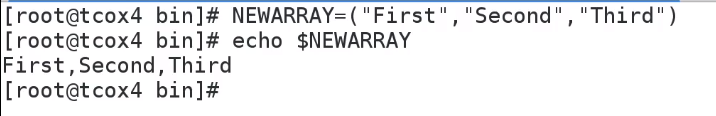 [root@tcox4 bin]# NEWARRAY=("First","Second","Third")
[root@tcox4 bin]# echo $NEWARRAY
First,Second,Third
[root@tcox4 bin]#